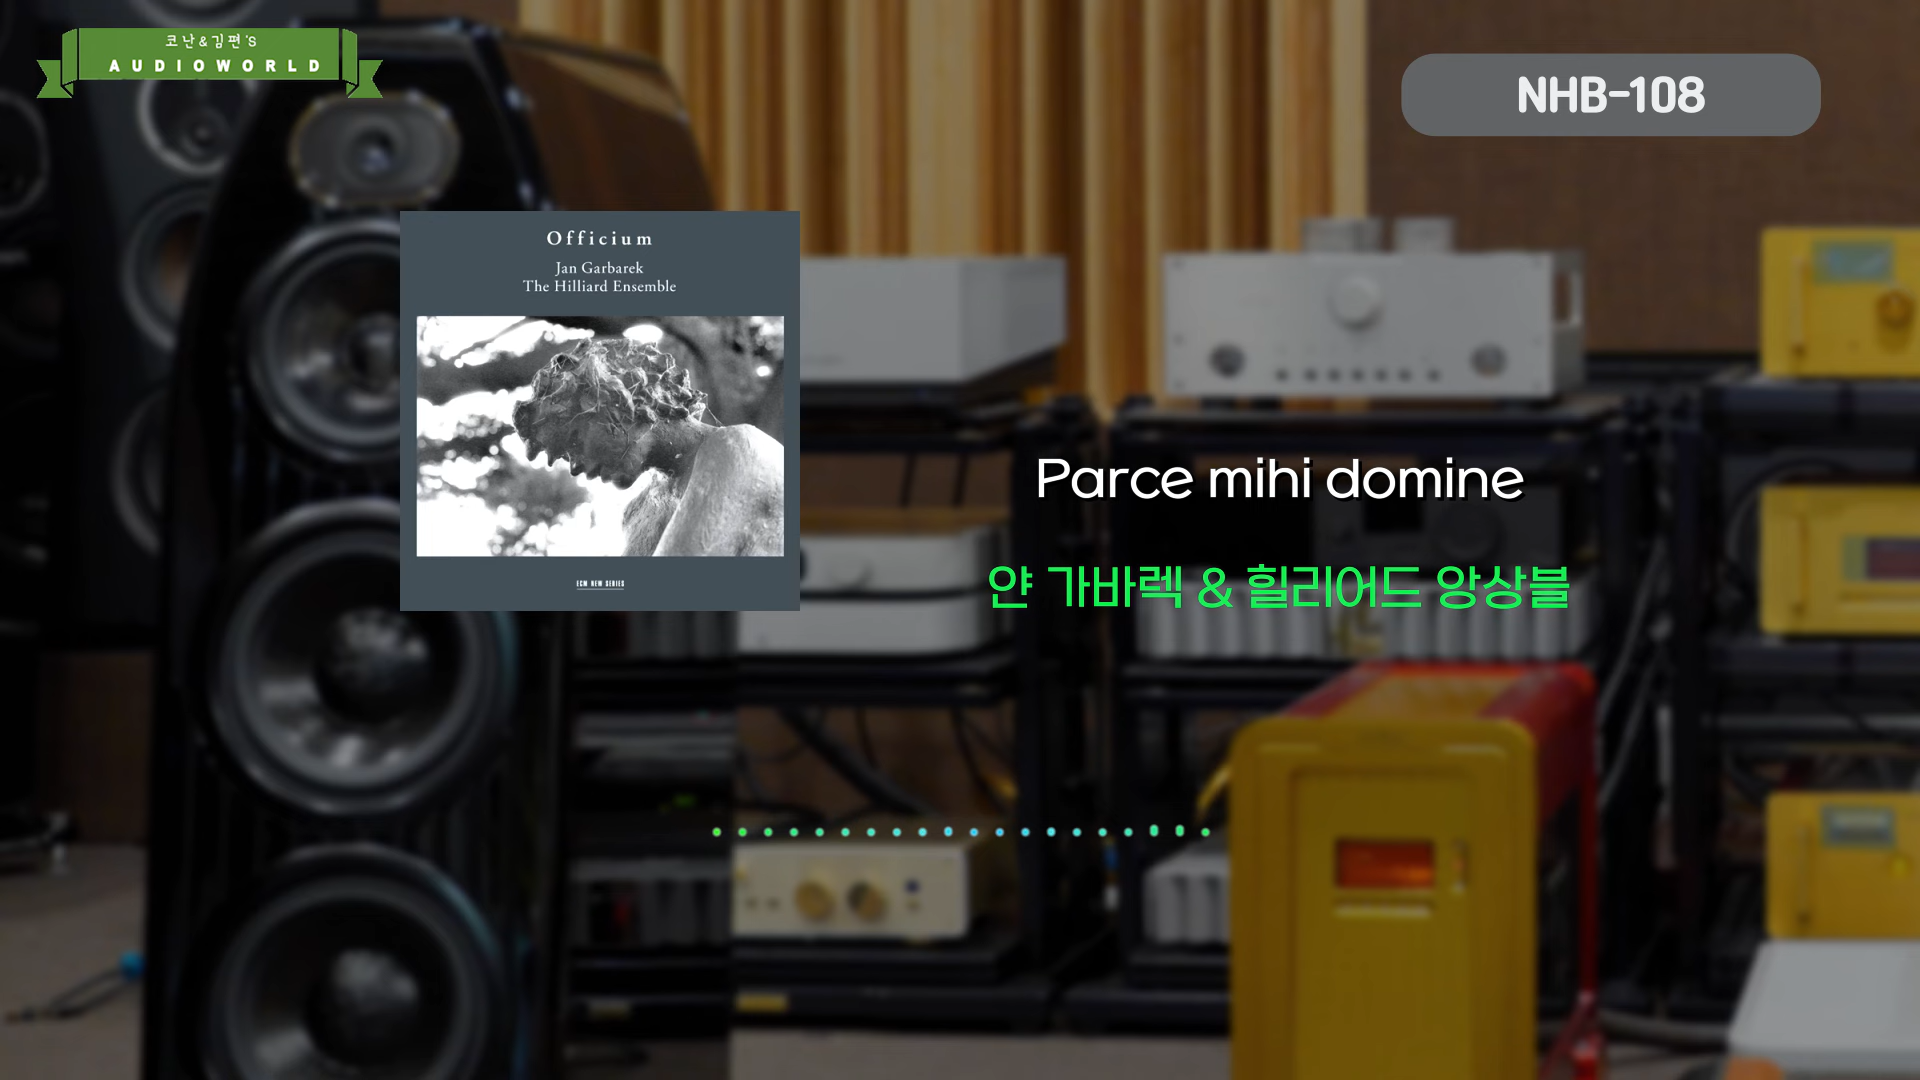 코난&김편'S
AUDIOWORLD
NHB-108
Officium
Jan Garbarek
The Hilliard Ensemble
ECM NEW SERIES
Parce mihi domine
얀 가바렉 & 힐리어드 앙상블